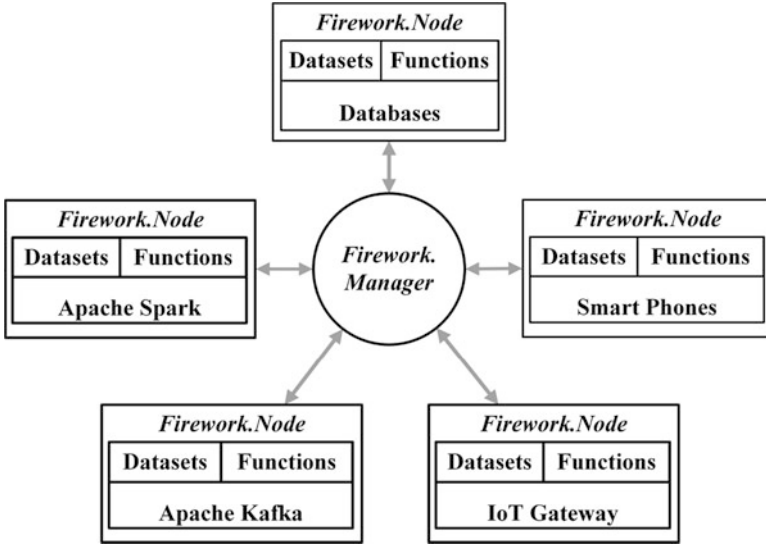 Firework.Node
Datasets Functions
Databases
Firework.Node
Datasets Functions
Apache Spark
Firework.
Manager
Firework.Node
Datasets Functions
Smart Phones
Firework.Node
Datasets Functions
Apache Kafka
Firework.Node
Datasets Functions
IoT Gateway